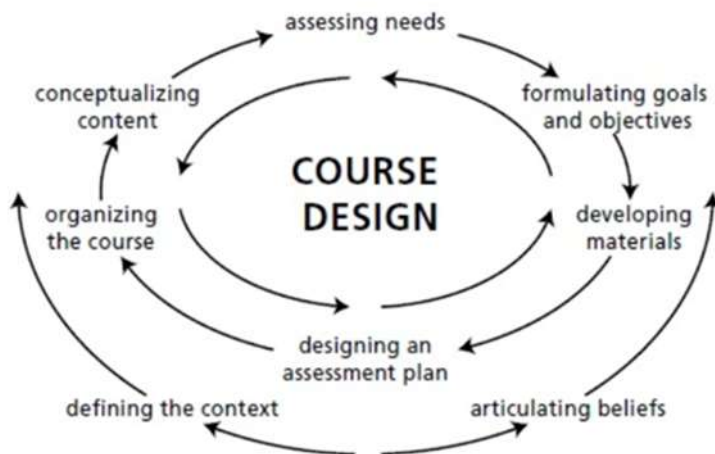 assessing needs
conceptualizing
content
formulating goals
and objectives
COURSE
DESIGN
organizing
the course
developing
materials
designing an
assessment plan
defining the context
articulating beliefs